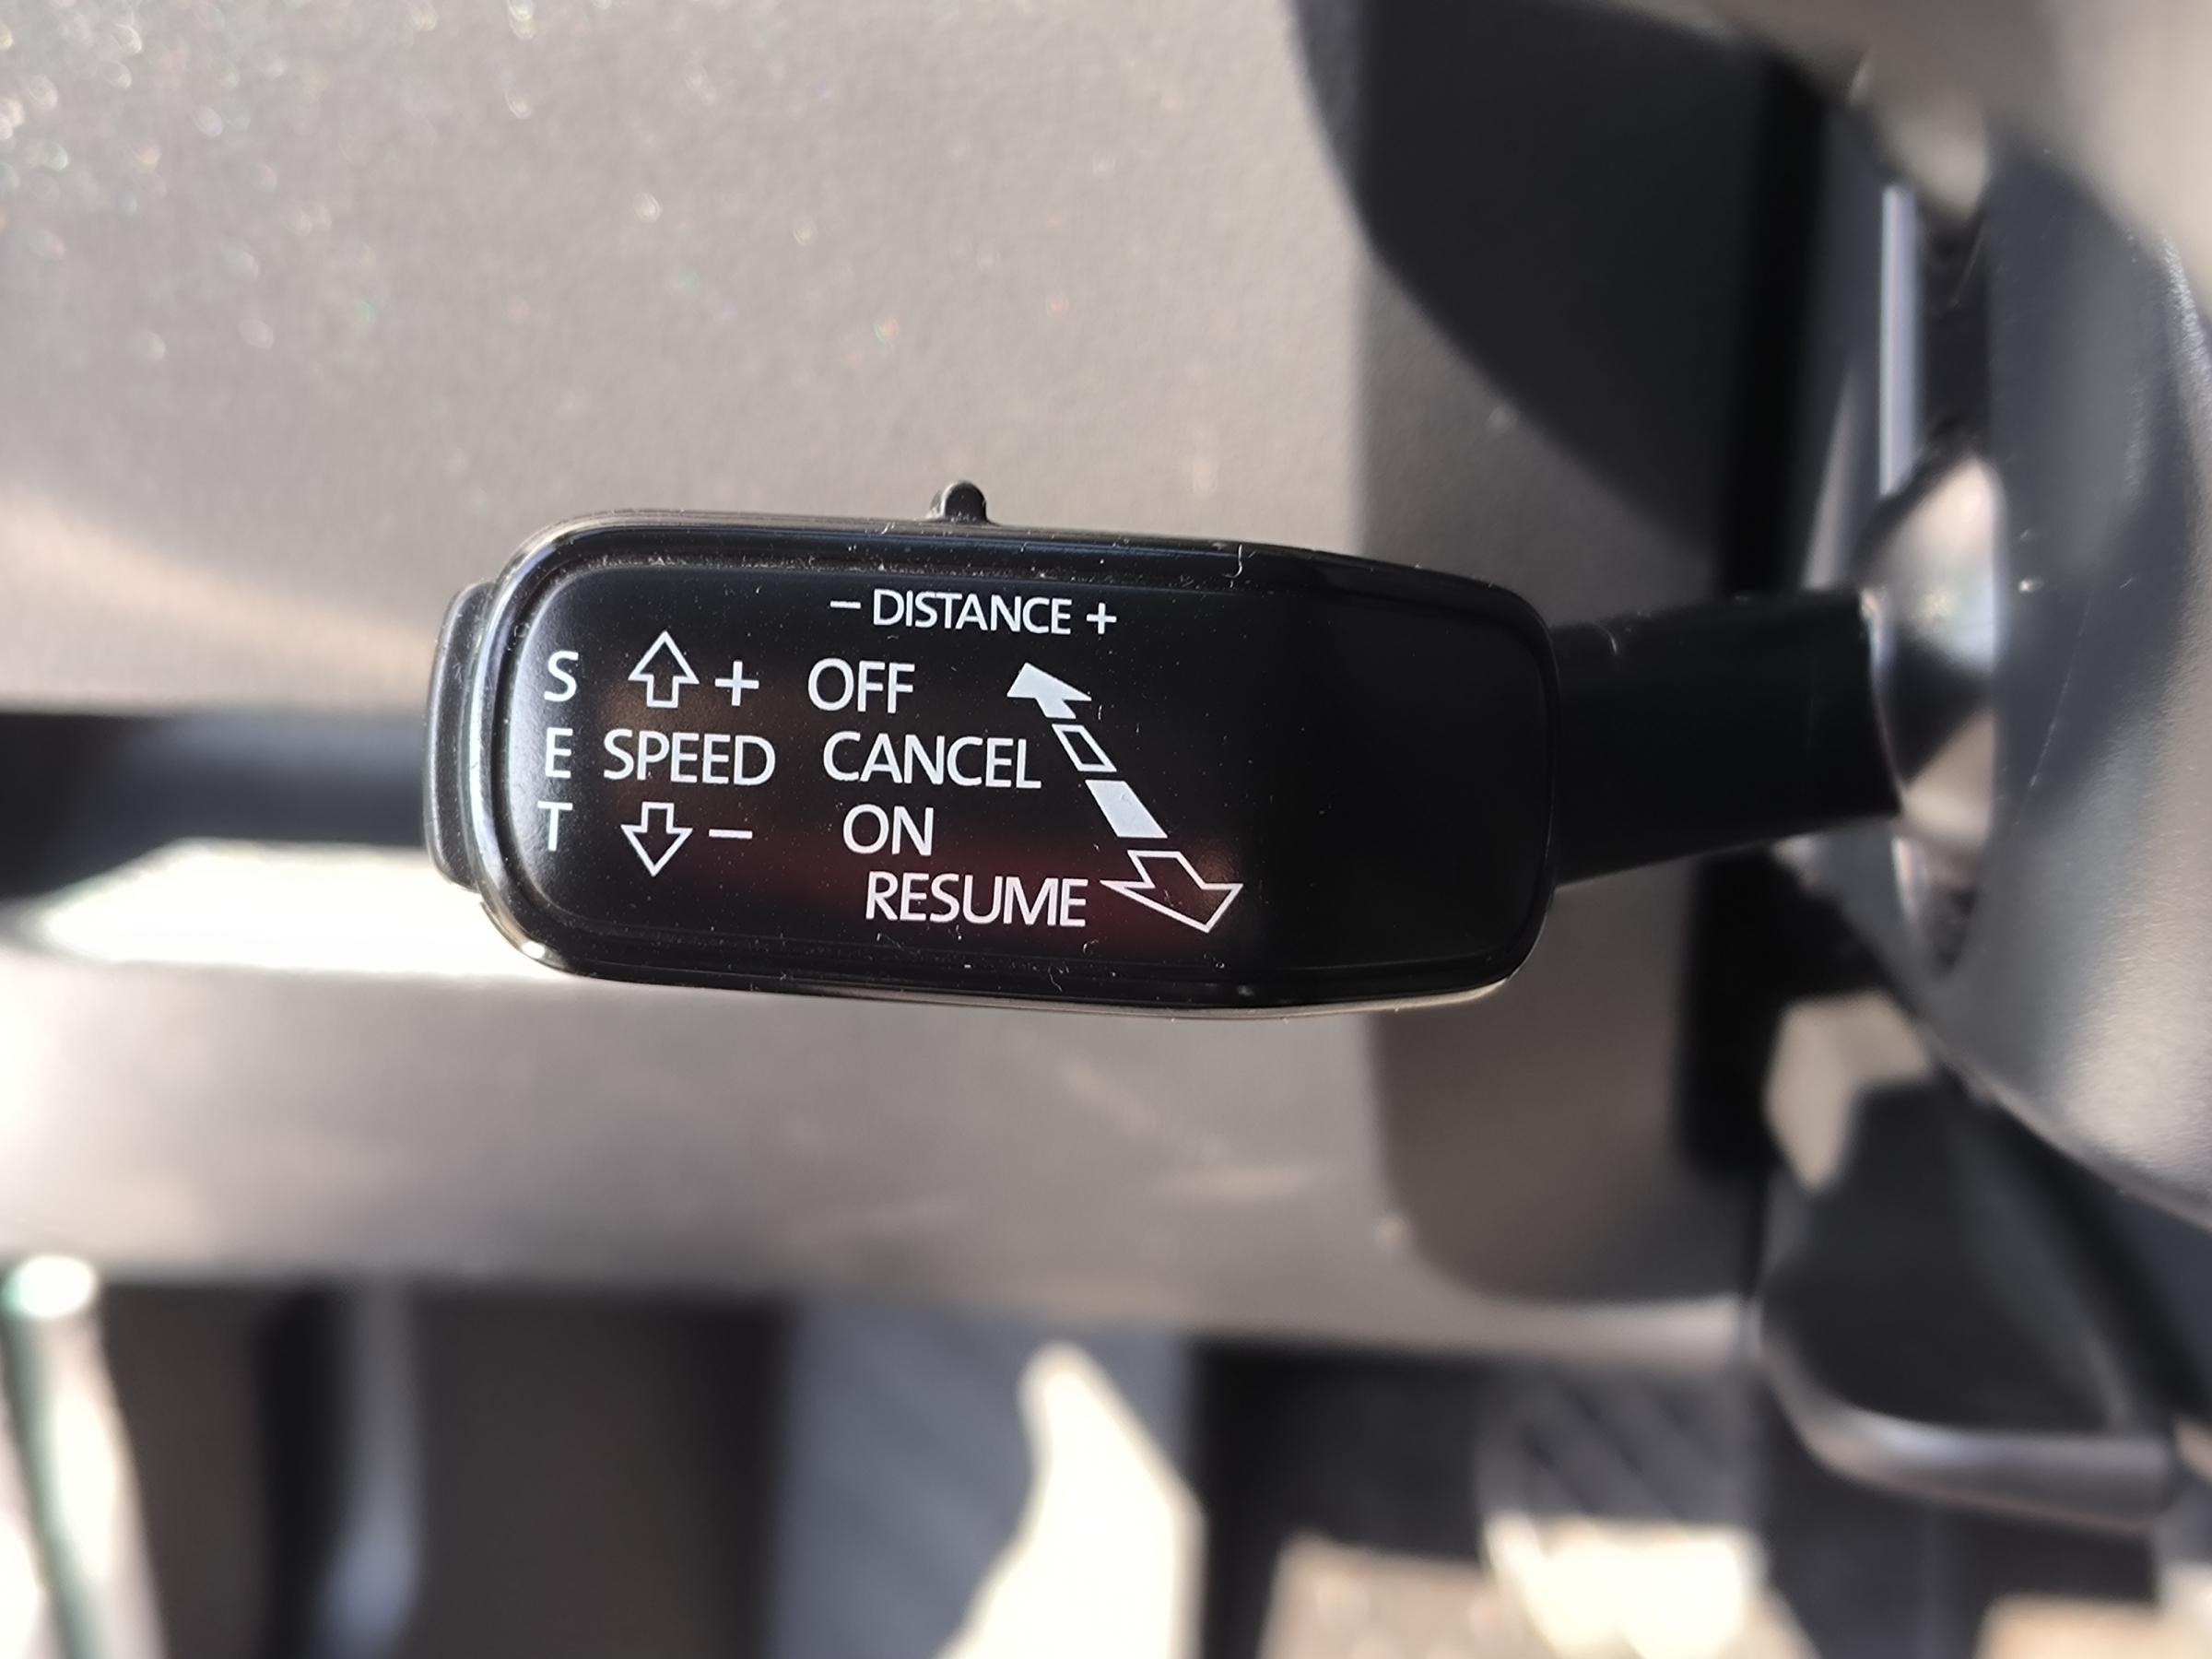 − DISTANCE +
S + OFF
E SPEED CANCEL
T − ON
RESUME